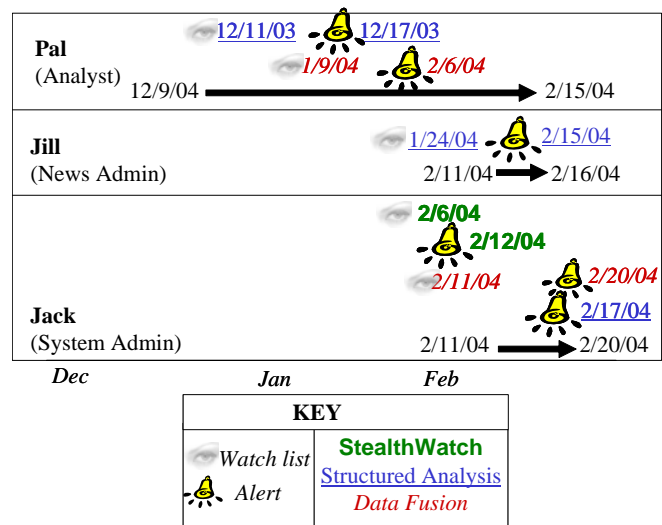 12/11/03 12/17/03
Pal
(Analyst)
1/9/04 2/6/04
12/9/04 2/15/04
Jill
(News Admin)
1/24/04 2/15/04
2/11/04 2/16/04
2/6/04
2/12/04
2/11/04 2/20/04
2/17/04
Jack
(System Admin)
2/11/04 2/20/04
Dec Jan Feb
KEY
Watch list
Alert
StealthWatch
Structured Analysis
Data Fusion